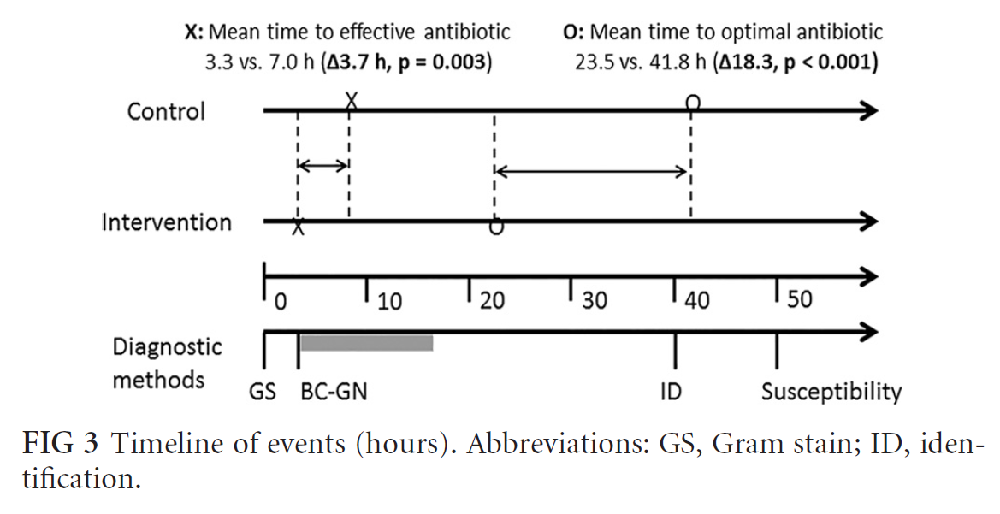 X: Mean time to effective antibiotic
3.3 vs. 7.0 h (Δ3.7 h, p = 0.003)
O: Mean time to optimal antibiotic
23.5 vs. 41.8 h (Δ18.3, p < 0.001)
Control
X
O
Intervention
X
O
0 10 20 30 40 50
Diagnostic
methods
GS BC-GN ID Susceptibility
FIG 3 Timeline of events (hours). Abbreviations: GS, Gram stain; ID, iden-
tification.